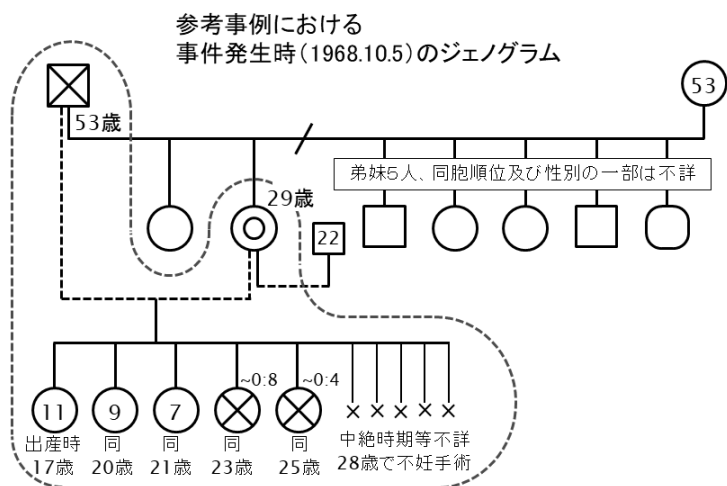 参考事例における
事件発生時(1968.10.5)のジェノグラム
53
53歳
弟妹5人、同胞順位及び性別の一部は不詳
29歳
22
~0:8
~0:4
11
9
7
出産時
同
同
同
同
中絶時期等不詳
17歳
20歳
21歳
23歳
25歳
28歳で不妊手術